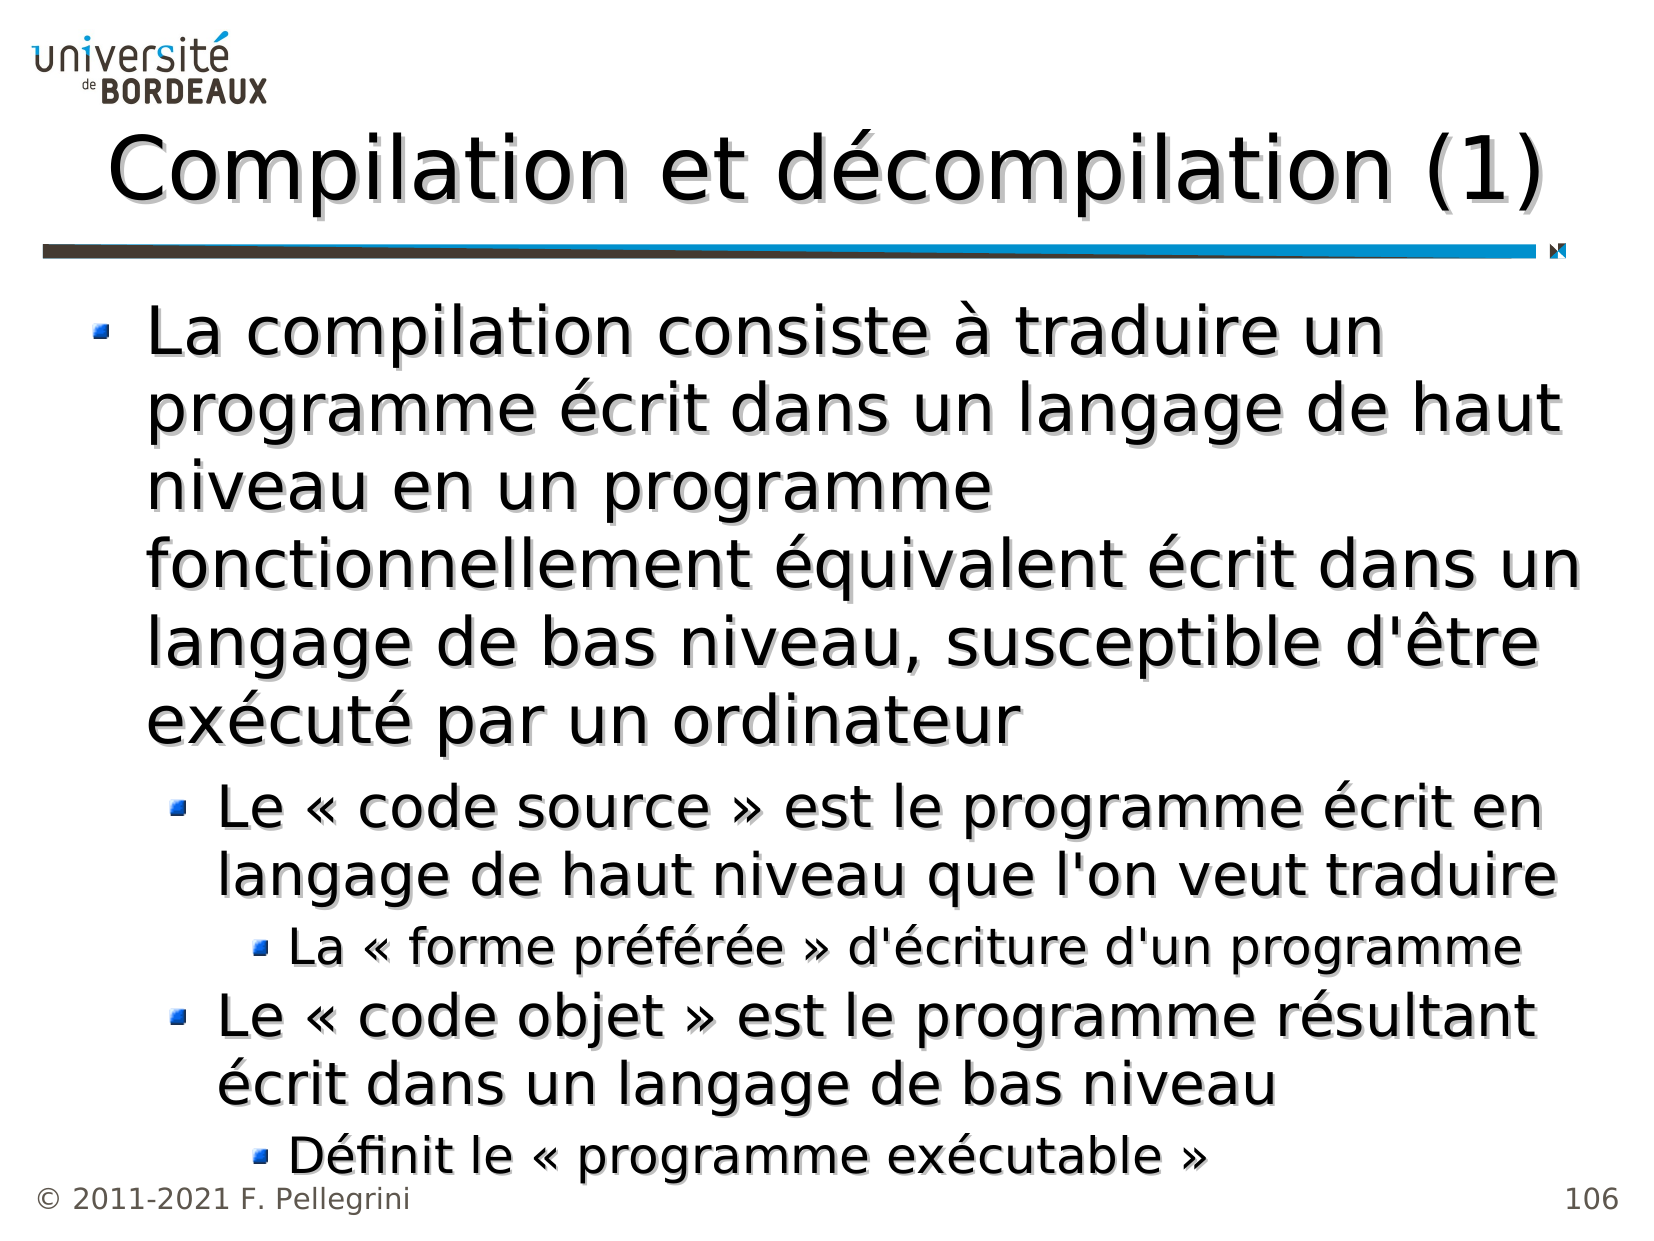 université
de BORDEAUX
Compilation et décompilation (1)
La compilation consiste à traduire un
programme écrit dans un langage de haut
niveau en un programme
fonctionnellement équivalent écrit dans un
langage de bas niveau, susceptible d'être
exécuté par un ordinateur
Le « code source » est le programme écrit en
langage de haut niveau que l'on veut traduire
La « forme préférée » d'écriture d'un programme
Le « code objet » est le programme résultant
écrit dans un langage de bas niveau
Définit le « programme exécutable »
© 2011-2021 F. Pellegrini
106